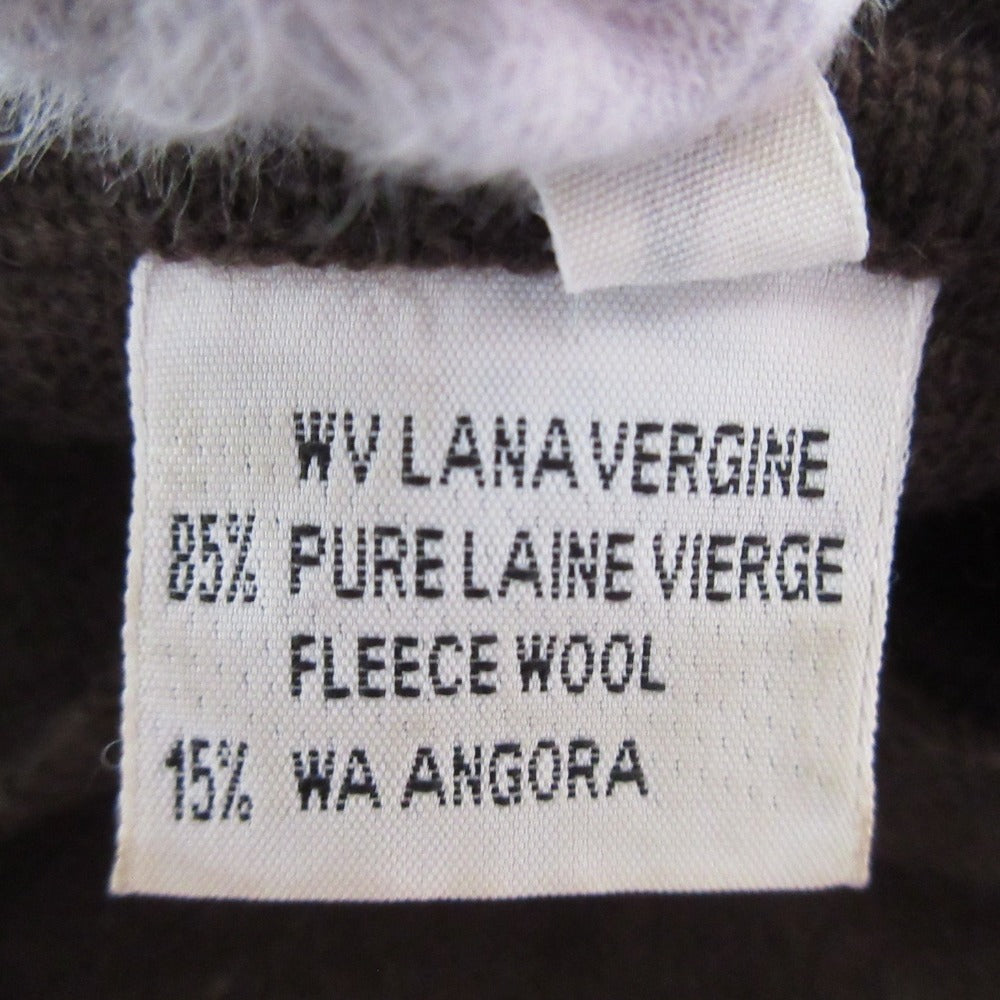 WV LANA VERGINE
85% PURE LAINE VIERGE
FLEECE WOOL
15% WA ANGORA